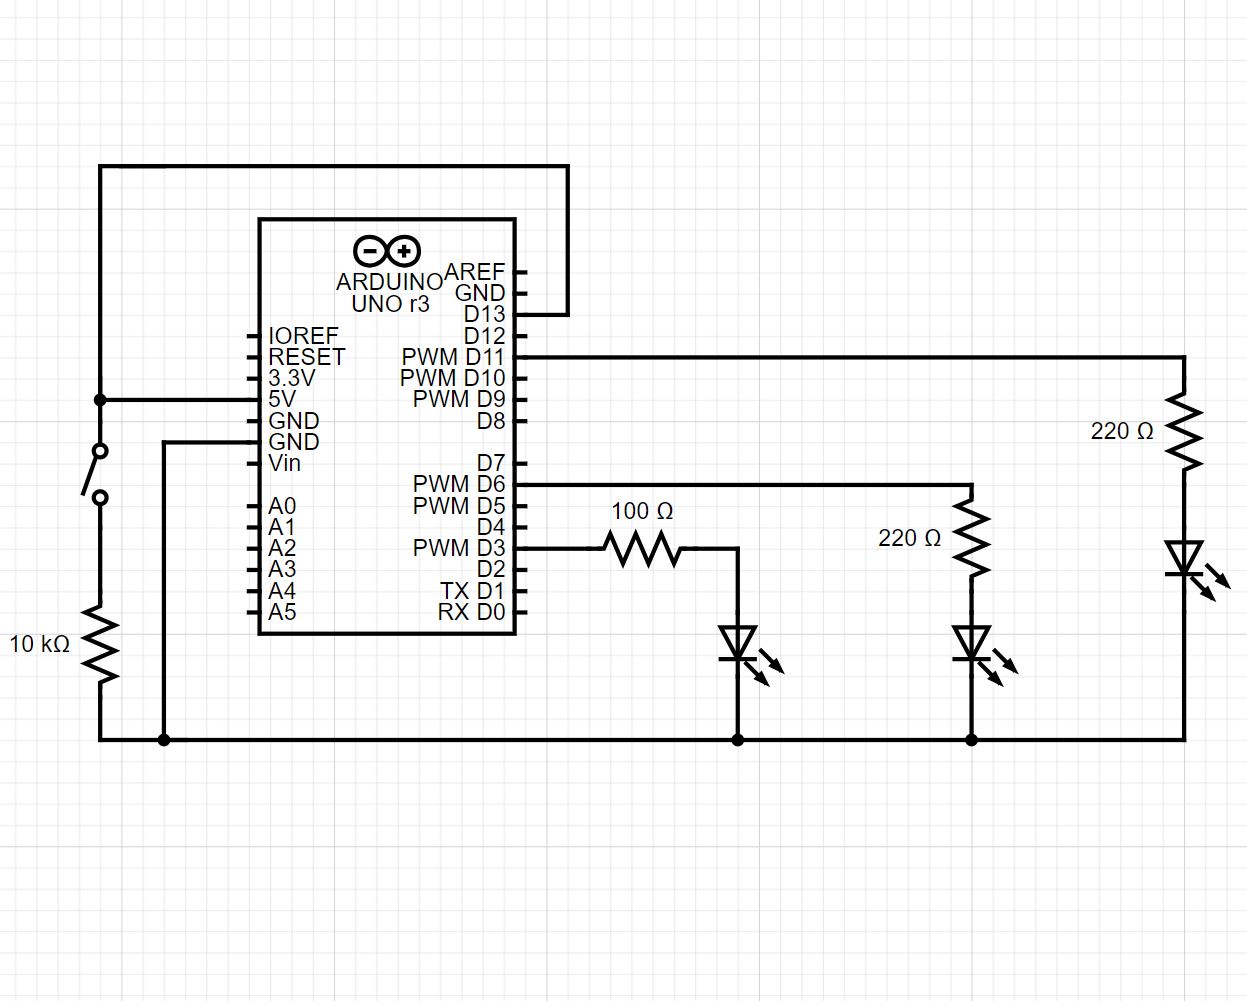 ARDUINO
UNO r3
AREF
GND
D13
D12
PWM D11
PWM D10
PWM D9
D8
D7
PWM D6
PWM D5
D4
PWM D3
D2
TX D1
RX D0
IOREF
RESET
3.3V
5V
GND
GND
Vin
A0
A1
A2
A3
A4
A5
10 kΩ
100 Ω
220 Ω
220 Ω